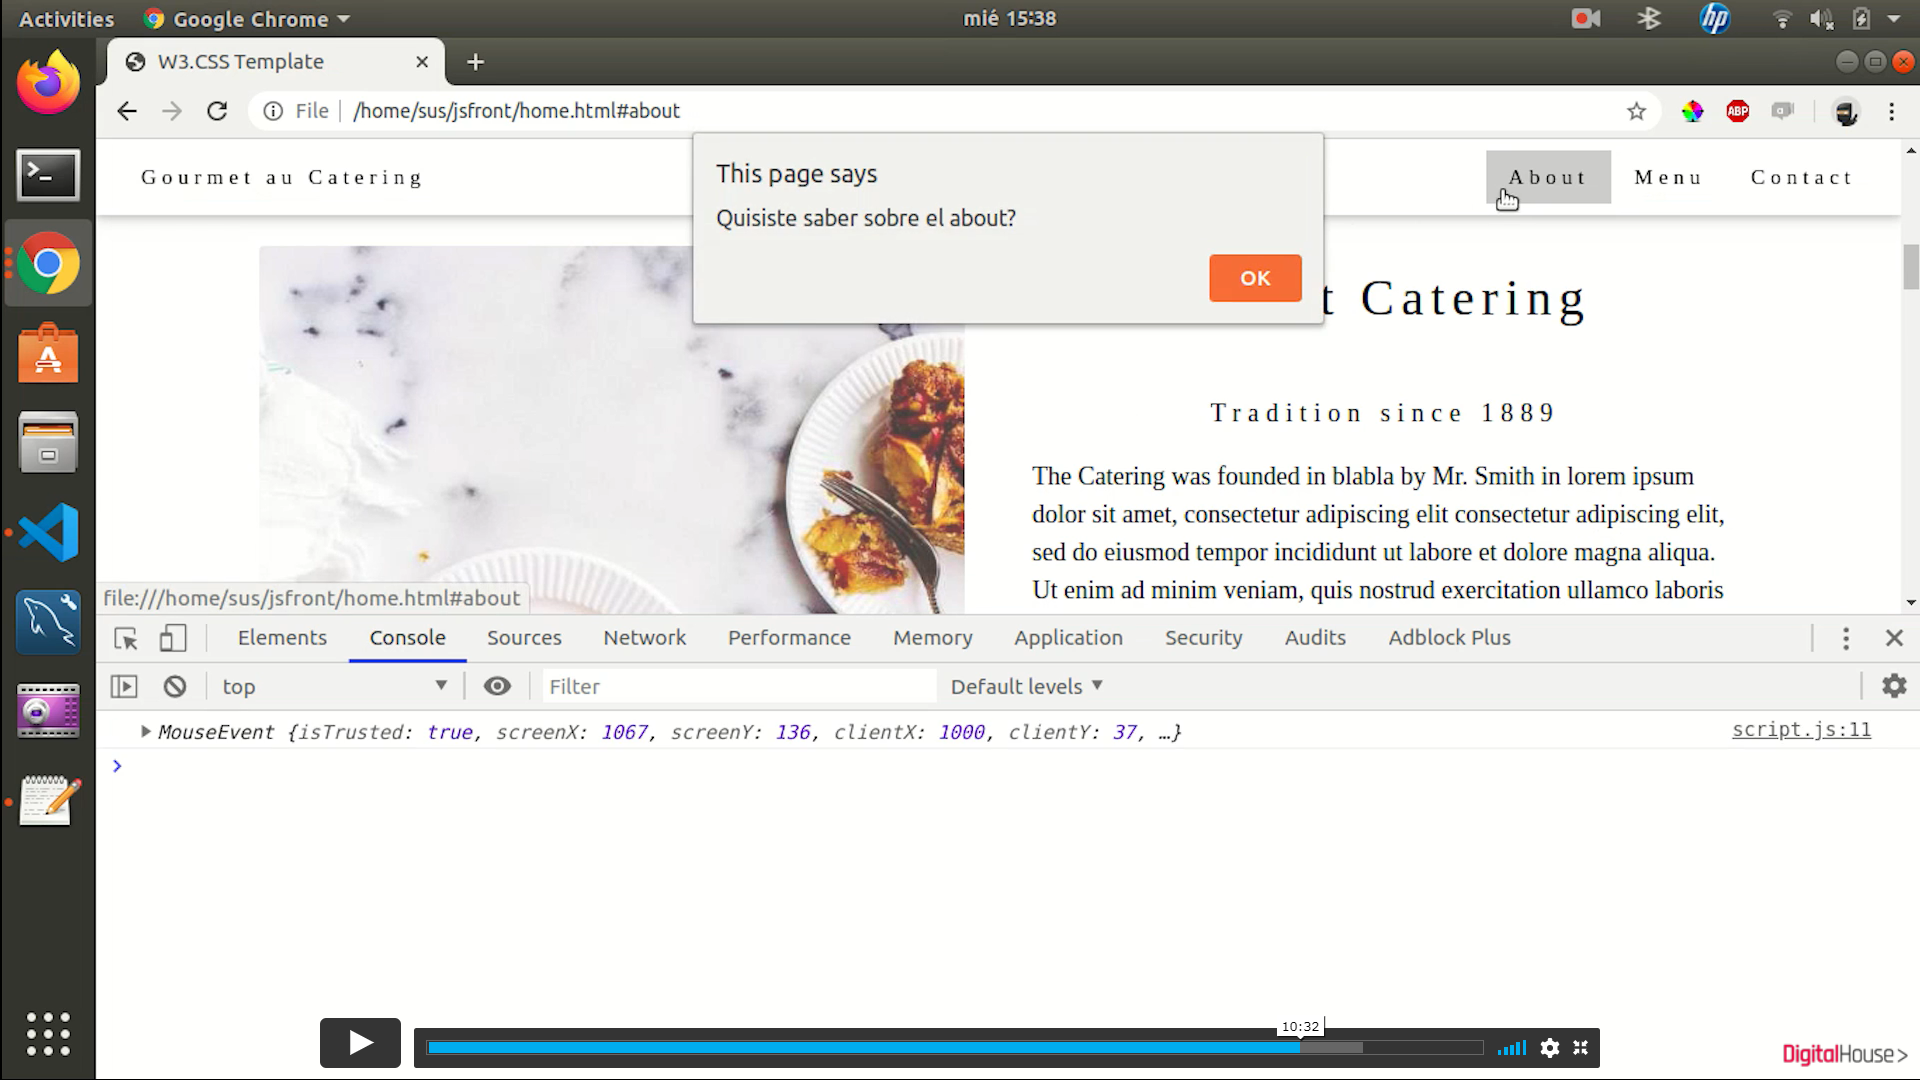 Activities
Google Chrome
mié 15:38
W3.CSS Template
File
/home/sus/jsfront/home.html#about
ABP
Gourmet au Catering
About
Menu
Contact
This page says
Quisiste saber sobre el about?
OK
t Catering
Tradition since 1889
The Catering was founded in blabla by Mr. Smith in lorem ipsum
dolor sit amet, consectetur adipiscing elit consectetur adipiscing elit,
sed do eiusmod tempor incididunt ut labore et dolore magna aliqua.
Ut enim ad minim veniam, quis nostrud exercitation ullamco laboris
file:///home/sus/jsfront/home.html#about
Elements
Console
Sources
Network
Performance
Memory
Application
Security
Audits
Adblock Plus
top
Filter
Default levels
MouseEvent {isTrusted: true, screenX: 1067, screenY: 136, clientX: 1000, clientY: 37, …}
script.js:11
10:32
DigitalHouse>